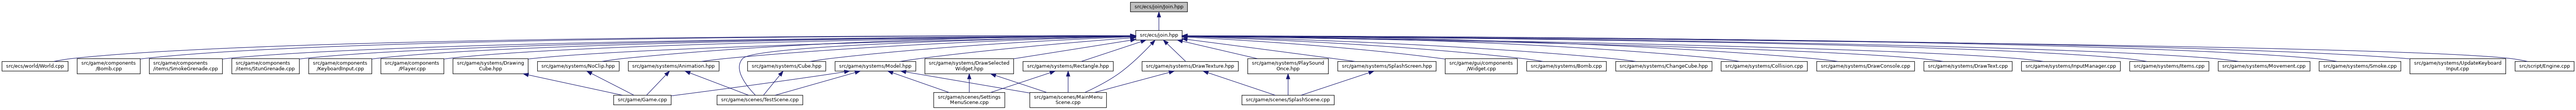 src/ecs/join/Join.hpp
src/ecs/join.hpp
src/ecs/world/World.cpp
src/game/components
/Bomb.cpp
src/game/components
/items/SmokeGrenade.cpp
src/game/components
/items/StunGrenade.cpp
src/game/components
/KeyboardInput.cpp
src/game/components
/Player.cpp
src/game/systems/Drawing
Cube.hpp
src/game/systems/NoClip.hpp
src/game/systems/Animation.hpp
src/game/systems/Cube.hpp
src/game/systems/Model.hpp
src/game/systems/DrawSelected
Widget.hpp
src/game/systems/Rectangle.hpp
src/game/systems/DrawTexture.hpp
src/game/systems/PlaySound
Once.hpp
src/game/systems/SplashScreen.hpp
src/game/gui/components
/Widget.cpp
src/game/systems/Bomb.cpp
src/game/systems/ChangeCube.hpp
src/game/systems/Collision.cpp
src/game/systems/DrawConsole.cpp
src/game/systems/DrawText.cpp
src/game/systems/InputManager.cpp
src/game/systems/Items.cpp
src/game/systems/Movement.cpp
src/game/systems/Smoke.cpp
src/game/systems/UpdateKeyboard
Input.cpp
src/script/Engine.cpp
src/game/Game.cpp
src/game/scenes/TestScene.cpp
src/game/scenes/Settings
MenuScene.cpp
src/game/scenes/MainMenu
Scene.cpp
src/game/scenes/SplashScene.cpp